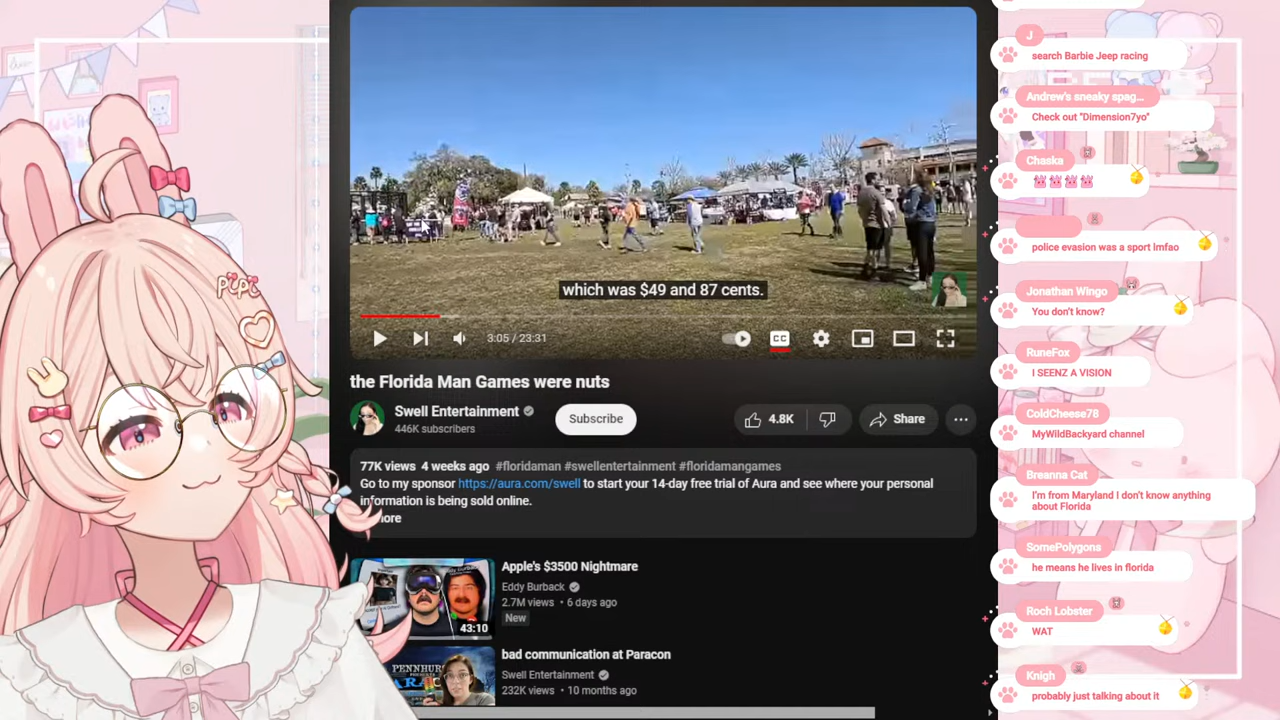 PiPi
which was $49 and 87 cents.
3:05 / 23:31
CC
the Florida Man Games were nuts
Swell Entertainment
446K subscribers
Subscribe
4.8K
Share
77K views 4 weeks ago #floridaman #swellentertainment #floridamangames
Go to my sponsor https://aura.com/swell to start your 14-day free trial of Aura and see where your personal
information is being sold online.
more
43:10
Apple's $3500 Nightmare
Eddy Burback
2.7M views • 6 days ago
New
PENNHURST
bad communication at Paracon
Swell Entertainment
232K views • 10 months ago
J
search Barbie Jeep racing
Andrew's sneaky spag...
Check out "Dimension7yo"
Chaska
police evasion was a sport lmfao
Jonathan Wingo
You don't know?
RuneFox
I SEENZ A VISION
ColdCheese78
MyWildBackyard channel
Breanna Cat
I'm from Maryland I don't know anything
about Florida
SomePolygons
he means he lives in florida
Roch Lobster
WAT
Knigh
probably just talking about it